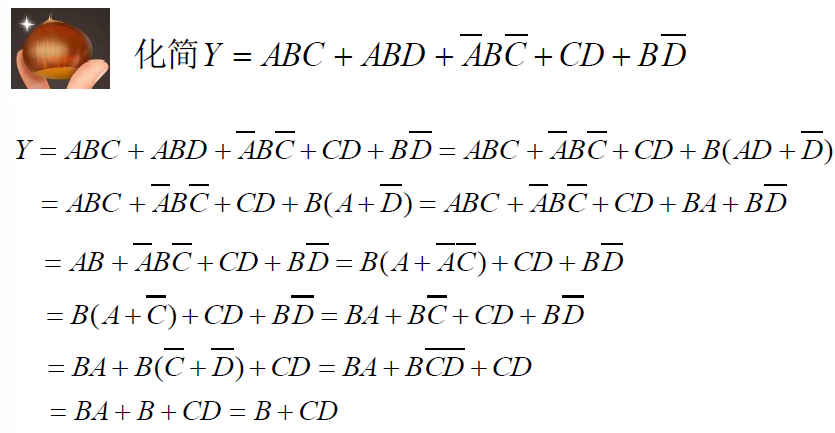 化简Y = ABC + ABD + A̅BC̅ + CD + BD̅
Y = ABC + ABD + A̅BC̅ + CD + BD̅ = ABC + A̅BC̅ + CD + B(AD + D̅)
= ABC + A̅BC̅ + CD + B(A + D̅) = ABC + A̅BC̅ + CD + BA + BD̅
= AB + A̅BC̅ + CD + BD̅ = B(A + A̅C̅) + CD + BD̅
= B(A + C̅) + CD + BD̅ = BA + BC̅ + CD + BD̅
= BA + B(C̅ + D̅) + CD = BA + BC̅D̅ + CD
= BA + B + CD = B + CD